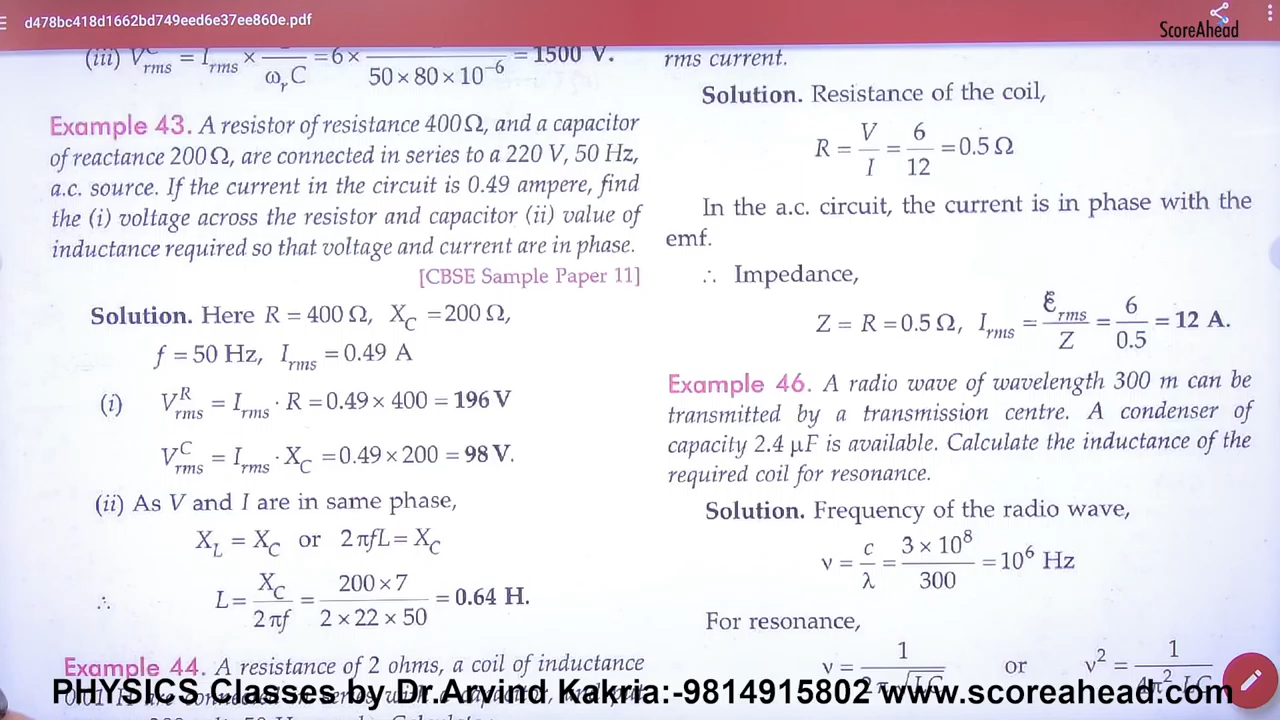 d478bc418d1662bd749eed6e37ee860e.pdf
ScoreAhead
(iii) V^C_rms = I_rms × ―/ω_r C = 6 × ―/50 × 80 × 10^−6 = 1500 V.
Example 43. A resistor of resistance 400 Ω, and a capacitor
of reactance 200 Ω, are connected in series to a 220 V, 50 Hz,
a.c. source. If the current in the circuit is 0.49 ampere, find
the (i) voltage across the resistor and capacitor (ii) value of
inductance required so that voltage and current are in phase.
[CBSE Sample Paper 11]
Solution. Here R = 400 Ω, X_C = 200 Ω,
f = 50 Hz, I_rms = 0.49 A
(i) V^R_rms = I_rms · R = 0.49 × 400 = 196 V
V^C_rms = I_rms · X_C = 0.49 × 200 = 98 V.
(ii) As V and I are in same phase,
X_L = X_C or 2πfL = X_C
∴ L = X_C / 2πf = 200 × 7 / 2 × 22 × 50 = 0.64 H.
Example 44. A resistance of 2 ohms, a coil of inductance
rms current.
Solution. Resistance of the coil,
R = V / I = 6 / 12 = 0.5 Ω
In the a.c. circuit, the current is in phase with the
emf.
∴ Impedance,
Z = R = 0.5 Ω, I_rms = ℰ_rms / Z = 6 / 0.5 = 12 A.
Example 46. A radio wave of wavelength 300 m can be
transmitted by a transmission centre. A condenser of
capacity 2.4 μF is available. Calculate the inductance of the
required coil for resonance.
Solution. Frequency of the radio wave,
ν = c / λ = 3 × 10^8 / 300 = 10^6 Hz
For resonance,
ν = 1 / 2π√LC or ν^2 = 1 / 4π^2 LC
PHYSICS Classes by Dr.Arvind Kakria:-9814915802 www.scoreahead.com